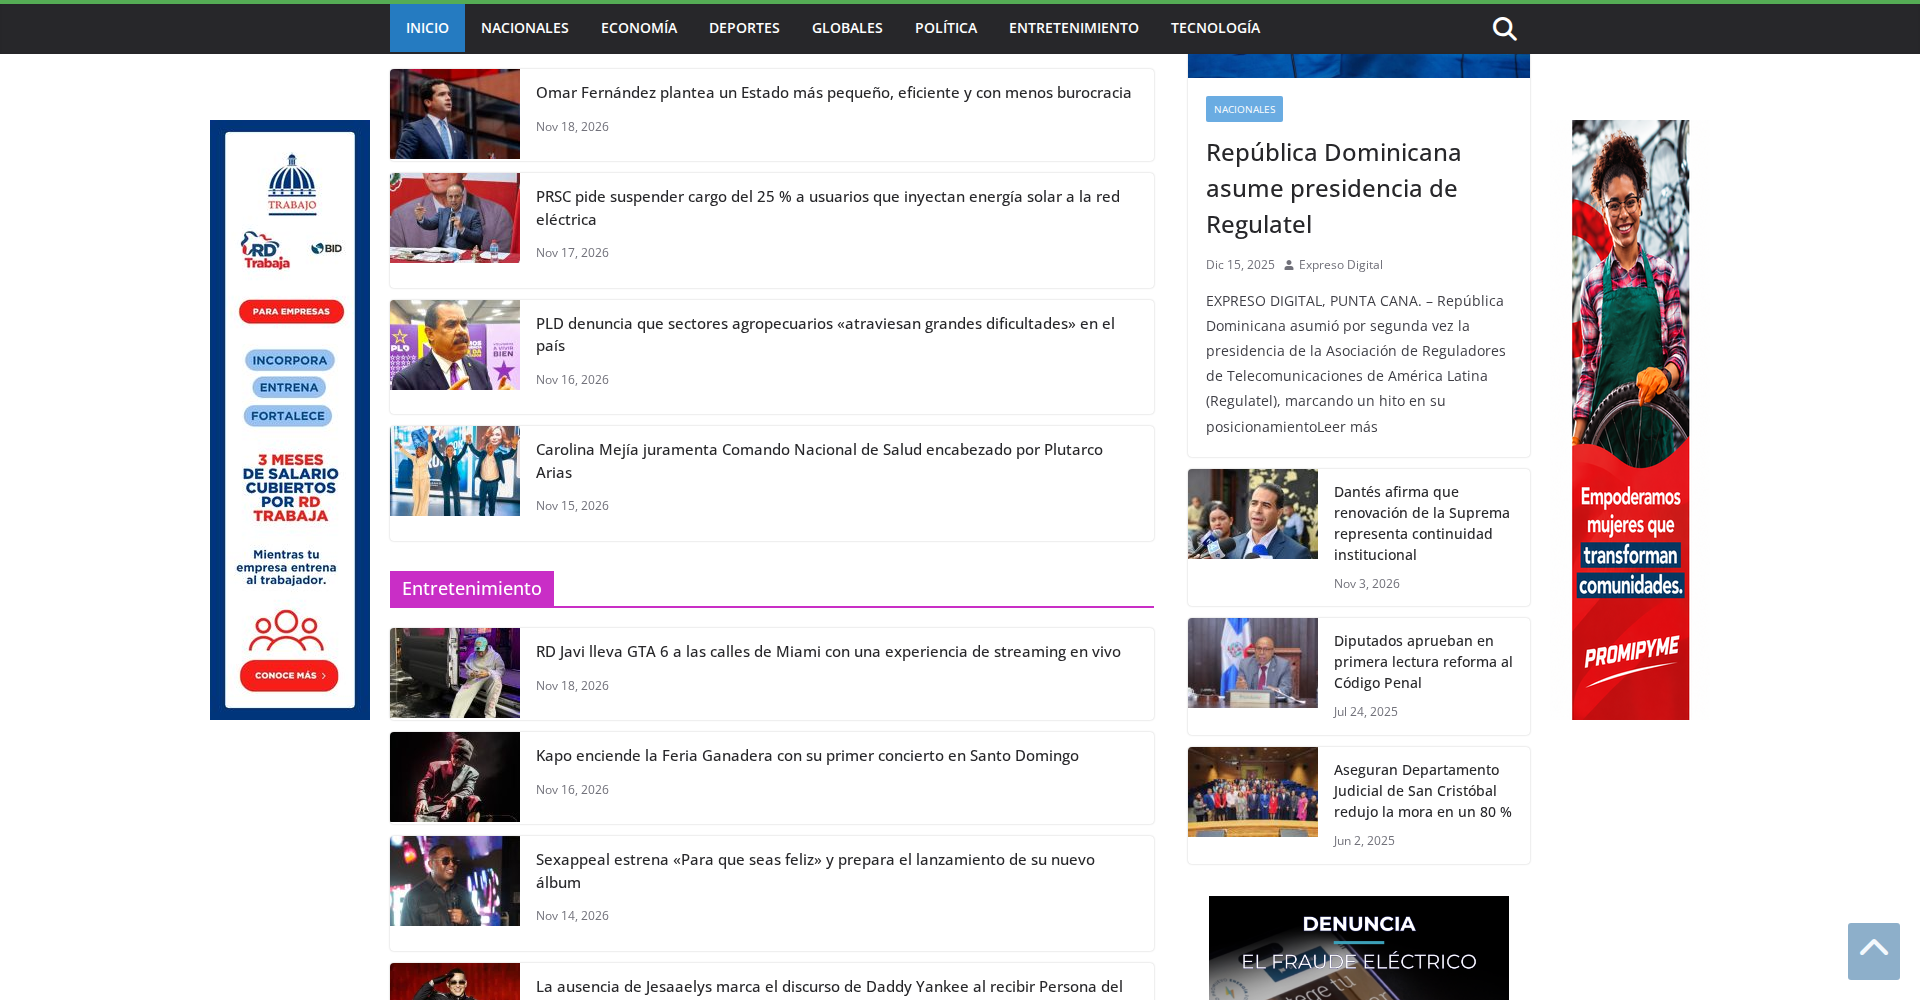 INICIO
NACIONALES
ECONOMÍA
DEPORTES
GLOBALES
POLÍTICA
ENTRETENIMIENTO
TECNOLOGÍA
TRABAJO
RD
Trabaja
BID
PARA EMPRESAS
INCORPORA
ENTRENA
FORTALECE
3 MESES
DE SALARIO
CUBIERTOS
POR RD
TRABAJA
Mientras tu
empresa entrena
al trabajador.
CONOCE MÁS
Omar Fernández plantea un Estado más pequeño, eficiente y con menos burocracia
Nov 18, 2026
PRSC pide suspender cargo del 25 % a usuarios que inyectan energía solar a la red
eléctrica
Nov 17, 2026
PLD denuncia que sectores agropecuarios «atraviesan grandes dificultades» en el
país
Nov 16, 2026
Carolina Mejía juramenta Comando Nacional de Salud encabezado por Plutarco
Arias
Nov 15, 2026
Entretenimiento
RD Javi lleva GTA 6 a las calles de Miami con una experiencia de streaming en vivo
Nov 18, 2026
Kapo enciende la Feria Ganadera con su primer concierto en Santo Domingo
Nov 16, 2026
Sexappeal estrena «Para que seas feliz» y prepara el lanzamiento de su nuevo
álbum
Nov 14, 2026
La ausencia de Jesaaelys marca el discurso de Daddy Yankee al recibir Persona del
NACIONALES
República Dominicana
asume presidencia de
Regulatel
Dic 15, 2025 Expreso Digital
EXPRESO DIGITAL, PUNTA CANA. – República
Dominicana asumió por segunda vez la
presidencia de la Asociación de Reguladores
de Telecomunicaciones de América Latina
(Regulatel), marcando un hito en su
posicionamientoLeer más
Dantés afirma que
renovación de la Suprema
representa continuidad
institucional
Nov 3, 2026
Diputados aprueban en
primera lectura reforma al
Código Penal
Jul 24, 2025
Aseguran Departamento
Judicial de San Cristóbal
redujo la mora en un 80 %
Jun 2, 2025
DENUNCIA
EL FRAUDE ELÉCTRICO
Empoderamos
mujeres que
transforman
comunidades.
PROMIPYME